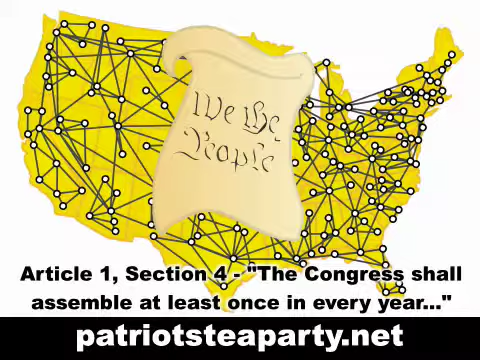 We The
People
Article 1, Section 4 - "The Congress shall
assemble at least once in every year..."
patriotsteaparty.net